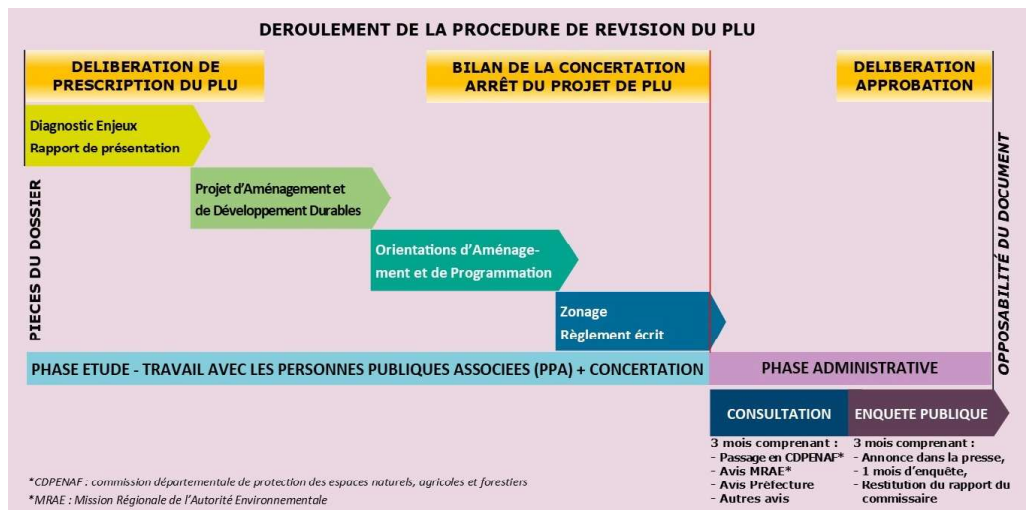 DEROULEMENT DE LA PROCEDURE DE REVISION DU PLU
DELIBERATION DE
PRESCRIPTION DU PLU
BILAN DE LA CONCERTATION
ARRÊT DU PROJET DE PLU
DELIBERATION
APPROBATION
Diagnostic Enjeux
Rapport de présentation
PIECES DU DOSSIER
Projet d'Aménagement et
de Développement Durables
Orientations d'Aménage-
ment et de Programmation
Zonage
Règlement écrit
OPPOSABILITÉ DU DOCUMENT
PHASE ETUDE - TRAVAIL AVEC LES PERSONNES PUBLIQUES ASSOCIEES (PPA) + CONCERTATION
PHASE ADMINISTRATIVE
CONSULTATION
3 mois comprenant :
- Passage en CDPENAF*
- Avis MRAE*
- Avis Préfecture
- Autres avis
ENQUETE PUBLIQUE
3 mois comprenant :
- Annonce dans la presse,
- 1 mois d'enquête,
- Restitution du rapport du
commissaire
*CDPENAF : commission départementale de protection des espaces naturels, agricoles et forestiers
*MRAE : Mission Régionale de l'Autorité Environnementale